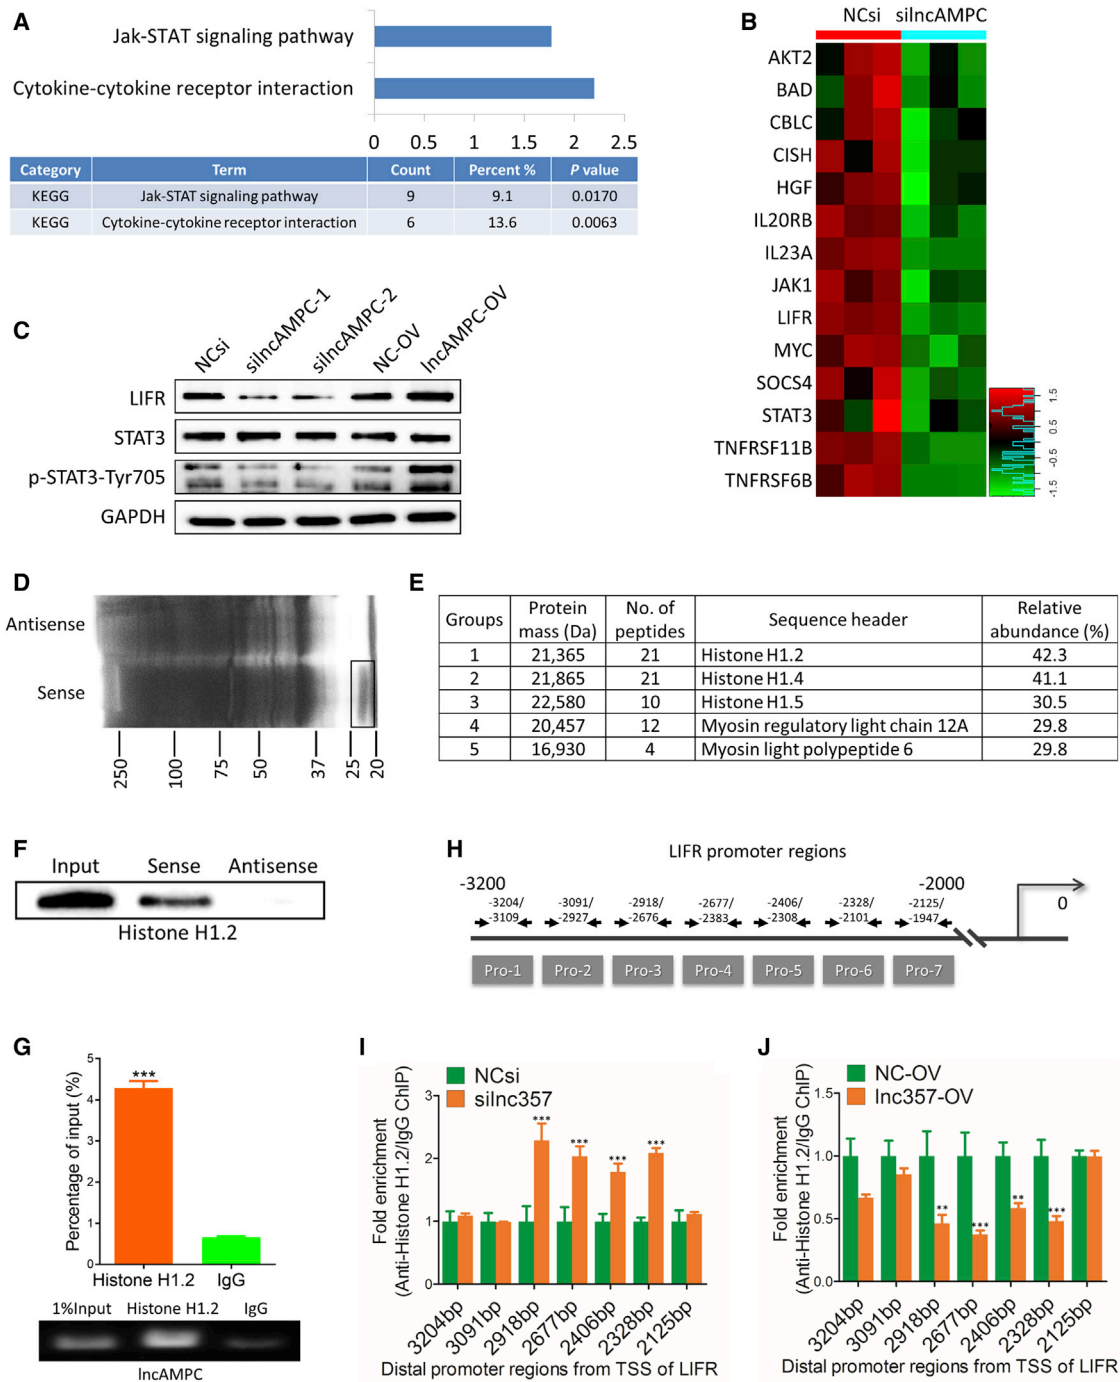 A
Jak-STAT signaling pathway
Cytokine-cytokine receptor interaction
0 0.5 1 1.5 2 2.5
Category Term Count Percent % P value
KEGG Jak-STAT signaling pathway 9 9.1 0.0170
KEGG Cytokine-cytokine receptor interaction 6 13.6 0.0063
B
NCsi silncAMPC
AKT2
BAD
CBLC
CISH
HGF
IL20RB
IL23A
JAK1
LIFR
MYC
SOCS4
STAT3
TNFRSF11B
TNFRSF6B
1.5
0.5
-0.5
-1.5
C
NCsi silncAMPC-1 silncAMPC-2 NC-OV lncAMPC-OV
LIFR
STAT3
p-STAT3-Tyr705
GAPDH
D
Antisense
Sense
250 100 75 50 37 25 20
E
Groups Protein mass (Da) No. of peptides Sequence header Relative abundance (%)
1 21,365 21 Histone H1.2 42.3
2 21,865 21 Histone H1.4 41.1
3 22,580 10 Histone H1.5 30.5
4 20,457 12 Myosin regulatory light chain 12A 29.8
5 16,930 4 Myosin light polypeptide 6 29.8
F
Input Sense Antisense
Histone H1.2
G
Percentage of input (%)
5
4
2
1
0
***
Histone H1.2 IgG
1%Input Histone H1.2 IgG
lncAMPC
H
LIFR promoter regions
-3200 -2000
0
-3204/ -3091/ -2918/ -2677/ -2406/ -2328/ -2125/
-3109 -2927 -2676 -2383 -2308 -2101 -1947
Pro-1 Pro-2 Pro-3 Pro-4 Pro-5 Pro-6 Pro-7
I
NCsi
silnc357
Fold enrichment
(Anti-Histone H1.2/IgG ChIP)
3
2
1
0
*** *** *** ***
3204bp 3091bp 2918bp 2677bp 2406bp 2328bp 2125bp
Distal promoter regions from TSS of LIFR
J
NC-OV
lnc357-OV
Fold enrichment
(Anti-Histone H1.2/IgG ChIP)
1.5
1.0
0.5
0.0
** *** ** ***
3204bp 3091bp 2918bp 2677bp 2406bp 2328bp 2125bp
Distal promoter regions from TSS of LIFR